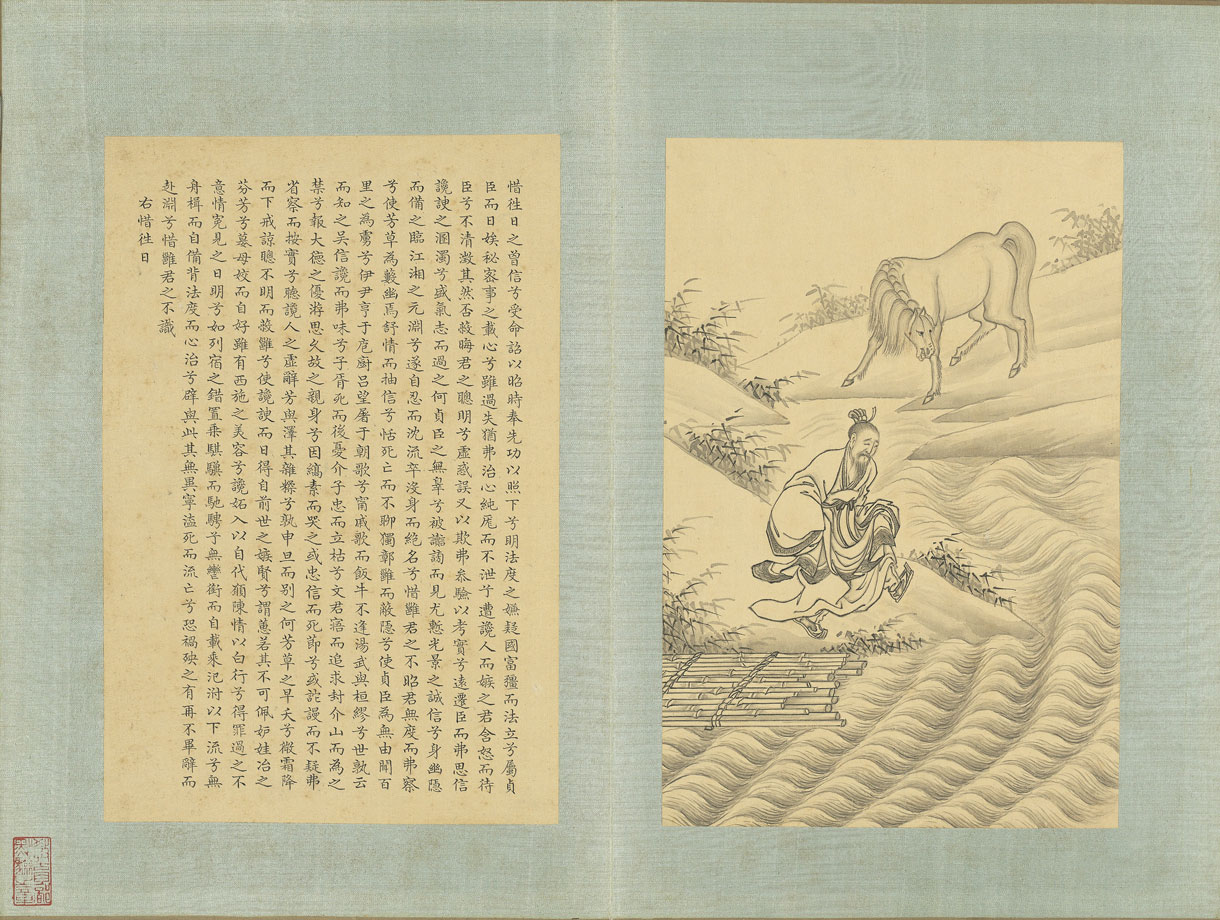 惜往日之曾信兮受命詔以昭時奉先功以照下兮明法度之嫌疑國富彊而法立兮屬貞
臣而日娭秘密事之載心兮雖過失猶弗治心純厖而不泄兮遭讒人而嫉之君含怒而待
臣兮不清澂其然否蔽晦君之聰明兮虛惑誤又以欺弗叅驗以考實兮遠遷臣而弗思信
讒諛之溷濁兮盛氣志而過之何貞臣之無辠兮被讟謗而見尤慙光景之誠信兮身幽隱
而備之臨江湘之元淵兮遂自忍而沈流卒沒身而絶名兮惜雝君之不昭君無度而弗察
兮使芳草為藪幽焉舒情而抽信兮恬死亡而不聊獨鄣雝而蔽隱兮使貞臣為無由聞百
里之為虜兮伊尹亨于庖廚呂望屠于朝歌兮甯戚歌而飯牛不逢湯武與桓繆兮世孰云
而知之吳信讒而弗味兮子胥死而後憂介子忠而立枯兮文君寤而追求封介山而為之
禁兮報大德之優游思久故之親身兮因縞素而哭之或忠信而死節兮或訑謾而不疑弗
省察而按實兮聽讒人之虛辭芳與澤其雜糅兮孰申旦而別之何芳草之早夭兮微霜降
而下戒諒聰不明而蔽雝兮使讒諛而日得自前世之嫉賢兮謂蕙若其不可佩妒娃冶之
芬芳兮嫫母姣而自好雖有西施之美容兮讒妬入以自代願陳情以白行兮得罪過之不
意情冤見之日明兮如列宿之錯置乘騏驥而馳騁兮無轡銜而自載乘氾泭以下流兮無
舟楫而自備背法度而心治兮辟與此其無異寧溘死而流亡兮恐禍殃之有再不畢辭而
赴淵兮惜雝君之不識
右惜往日